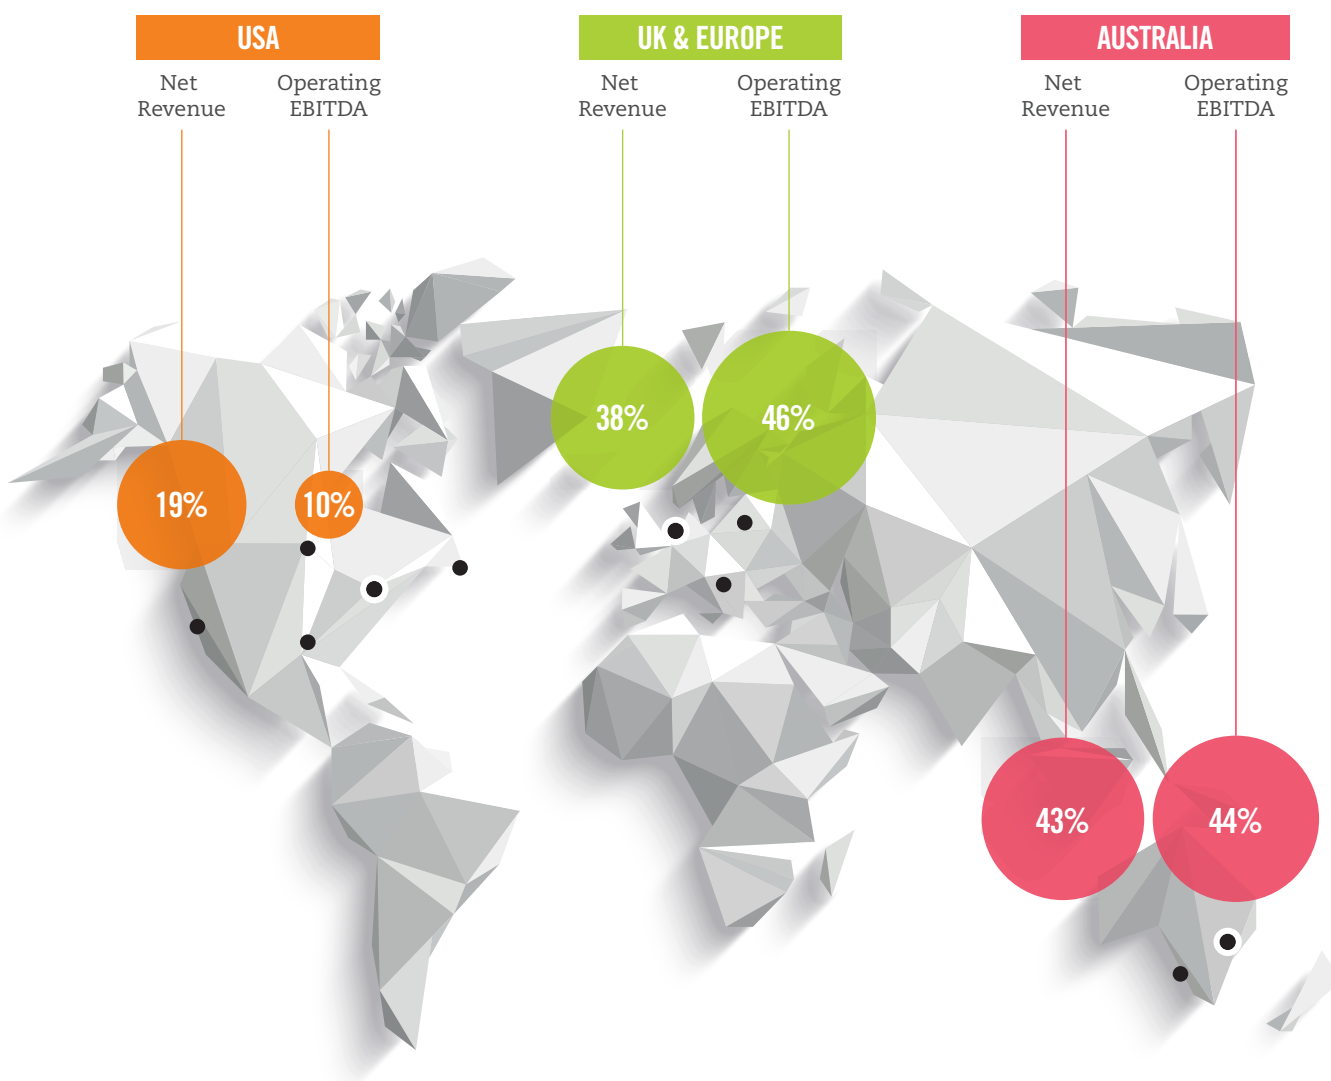 USA
Net
Revenue
Operating
EBITDA
19%
10%
UK & EUROPE
Net
Revenue
Operating
EBITDA
38%
46%
AUSTRALIA
Net
Revenue
Operating
EBITDA
43%
44%